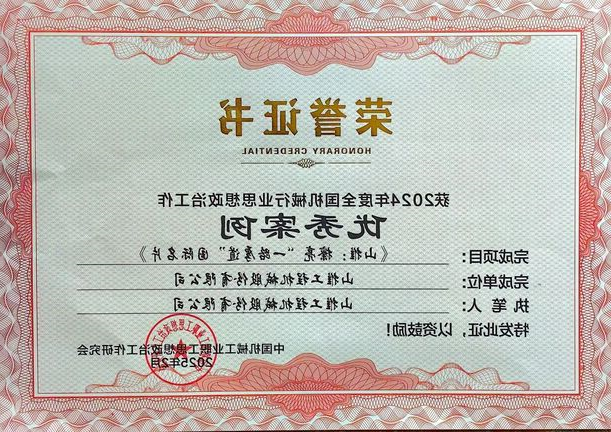 荣誉证书
HONORARY CREDENTIAL
获2024年度全国机械行业思想政治工作
优秀案例
完成项目：《山推：擦亮“一路厚道”国际名片》
完成单位：山推工程机械股份有限公司
执笔人：山推工程机械股份有限公司
特发此证，以资鼓励！
中国机械工业职工思想政治工作研究会
2025年2月